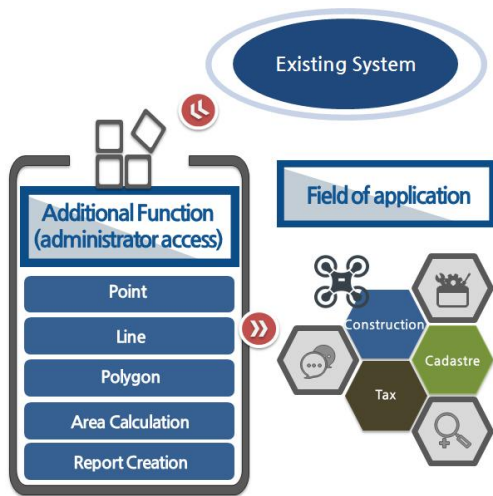 Existing System
Additional Function
(administrator access)
Point
Line
Polygon
Area Calculation
Report Creation
Field of application
Construction
Cadastre
Tax